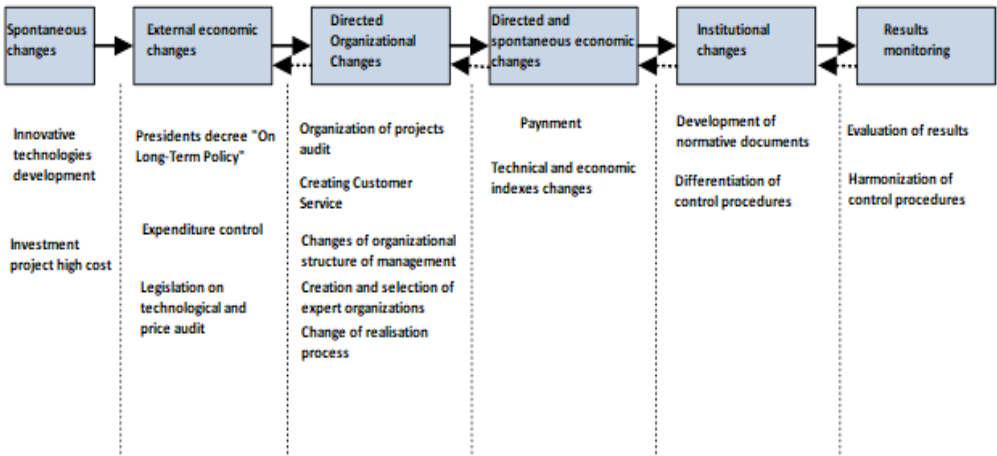 Spontaneous
changes
External economic
changes
Directed
Organizational
Changes
Directed and
spontaneous economic
changes
Institutional
changes
Results
monitoring
Innovative
technologies
development
Investment
project high cost
Presidents decree "On
Long-Term Policy"
Expenditure control
Legislation on
technological and
price audit
Organization of projects
audit
Creating Customer
Service
Changes of organizational
structure of management
Creation and selection of
expert organizations
Change of realisation
process
Paynment
Technical and economic
indexes changes
Development of
normative documents
Differentiation of
control procedures
Evaluation of results
Harmonization of
control procedures